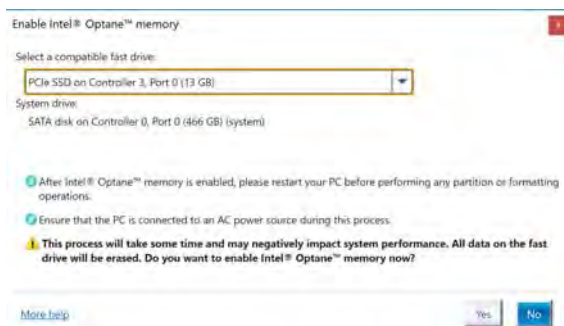 Enable Intel® Optane™ memory
Select a compatible fast drive:
PCIe SSD on Controller 3, Port 0 (13 GB)
System drive:
SATA disk on Controller 0, Port 0 (466 GB) (system)
After Intel® Optane™ memory is enabled, please restart your PC before performing any partition or formatting
operations.
Ensure that the PC is connected to an AC power source during this process.
This process will take some time and may negatively impact system performance. All data on the fast
drive will be erased. Do you want to enable Intel® Optane™ memory now?
More help
Yes
No